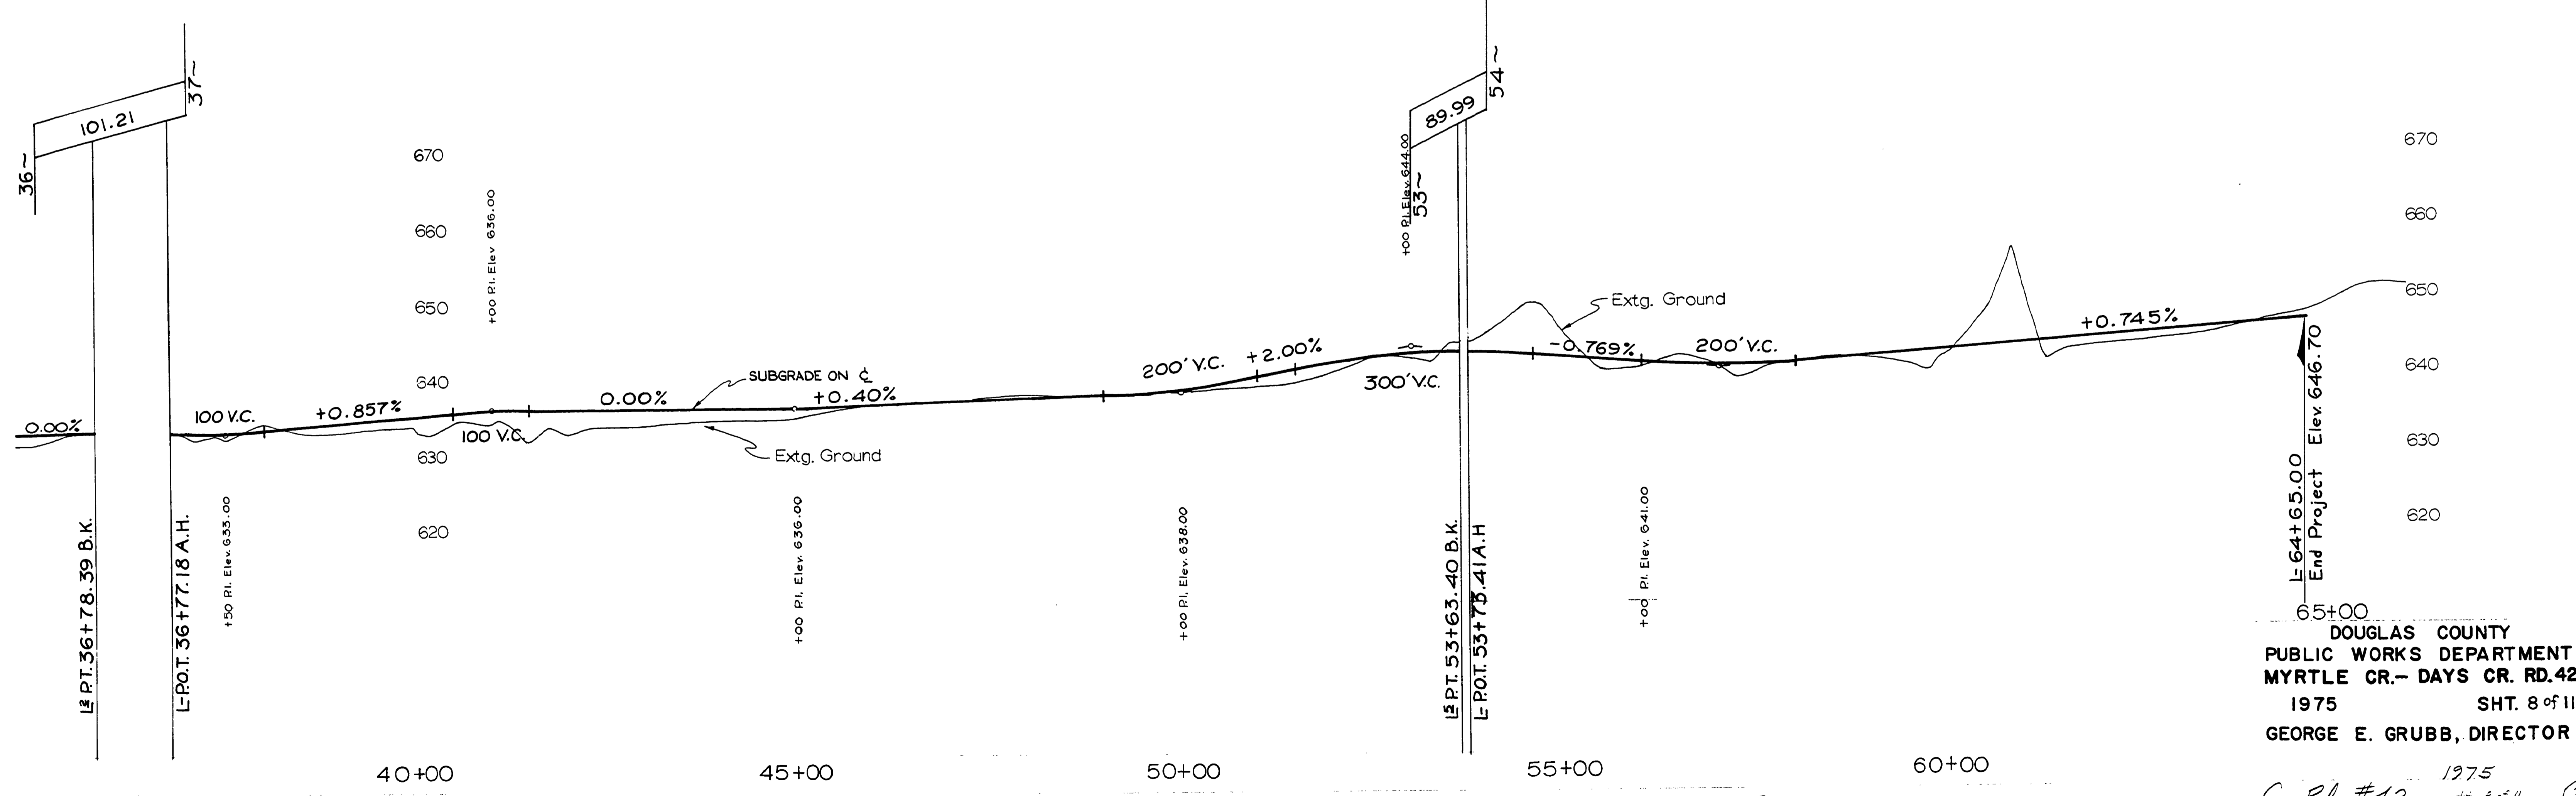 36~
101.21
37~
53~
89.99
54~
670
660
650
640
630
620
+00 P.I. Elev 636.00
+00 P.I. Elev. 644.00
670
660
650
640
630
620
Extg. Ground
0.00%
100 V.C.
+0.857%
100 V.C.
0.00%
SUBGRADE ON ℄
+0.40%
Extg. Ground
200' V.C.
+2.00%
300' V.C.
-0.769%
200' V.C.
+0.745%
L² P.T. 36+78.39 B.K.
L-P.O.T. 36+77.18 A.H.
+50 P.I. Elev. 633.00
+00 P.I. Elev. 636.00
+00 P.I. Elev. 638.00
P.T. 53+63.40 B.K.
L-P.O.T. 53+73.41 A.H
+00 P.I. Elev. 641.00
L-64+65.00
End Project Elev. 646.70
40+00
45+00
50+00
55+00
60+00
65+00
DOUGLAS COUNTY
PUBLIC WORKS DEPARTMENT
MYRTLE CR.- DAYS CR. RD. 42
1975 SHT. 8 of 11
GEORGE E. GRUBB, DIRECTOR
1975